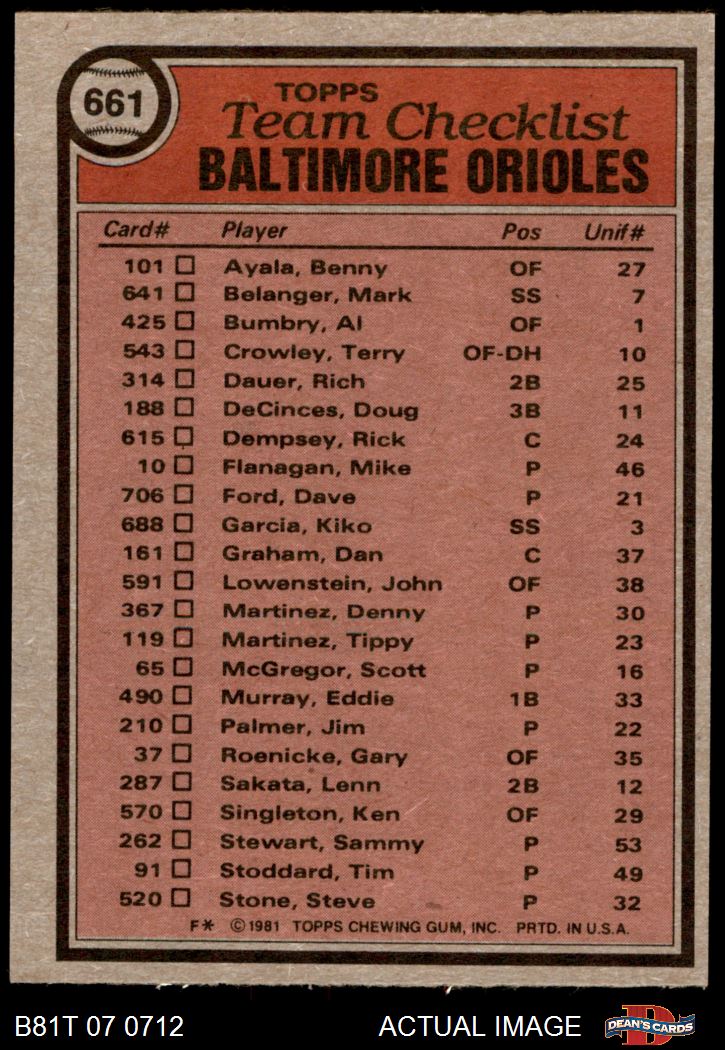 661
TOPPS
Team Checklist
BALTIMORE ORIOLES
Card# Player Pos Unif#
101 Ayala, Benny OF 27
641 Belanger, Mark SS 7
425 Bumbry, Al OF 1
543 Crowley, Terry OF-DH 10
314 Dauer, Rich 2B 25
188 DeCinces, Doug 3B 11
615 Dempsey, Rick C 24
10 Flanagan, Mike P 46
706 Ford, Dave P 21
688 Garcia, Kiko SS 3
161 Graham, Dan C 37
591 Lowenstein, John OF 38
367 Martinez, Denny P 30
119 Martinez, Tippy P 23
65 McGregor, Scott P 16
490 Murray, Eddie 1B 33
210 Palmer, Jim P 22
37 Roenicke, Gary OF 35
287 Sakata, Lenn 2B 12
570 Singleton, Ken OF 29
262 Stewart, Sammy P 53
91 Stoddard, Tim P 49
520 Stone, Steve P 32
F* ©1981 TOPPS CHEWING GUM, INC. PRTD. IN U.S.A.
B81T 07 0712 ACTUAL IMAGE D DEAN'S CARDS